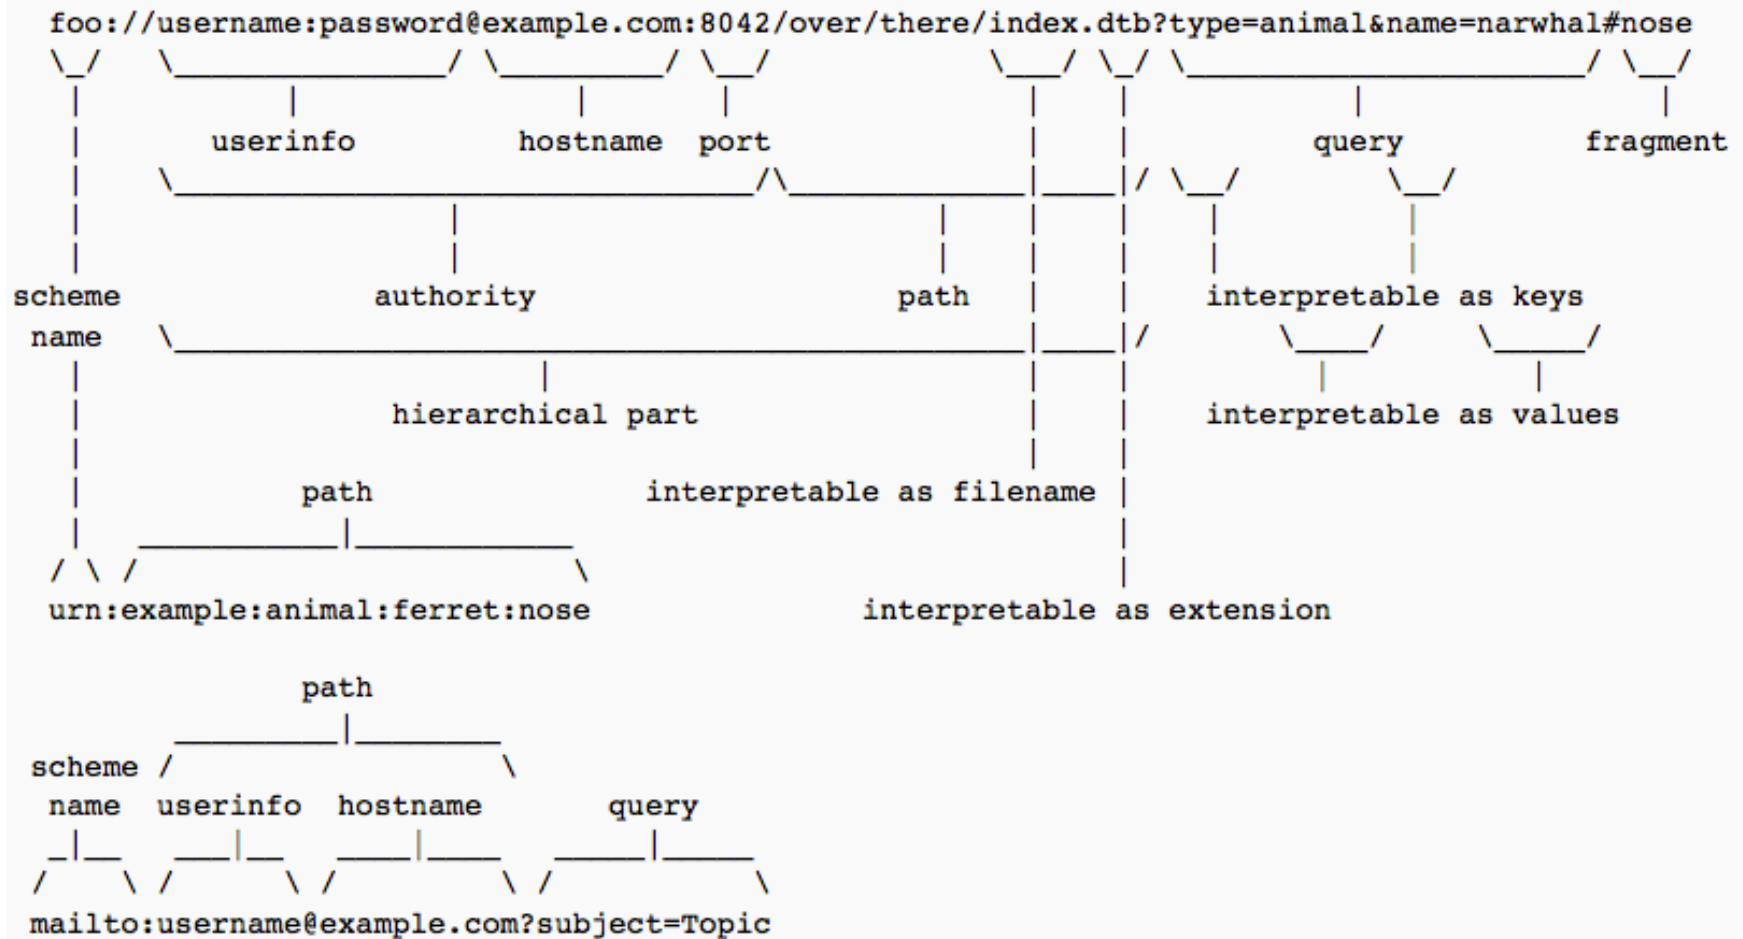 foo://username:password@example.com:8042/over/there/index.dtb?type=animal&name=narwhal#nose
userinfo hostname port query fragment
scheme authority path interpretable as keys
name
hierarchical part interpretable as values
path interpretable as filename
urn:example:animal:ferret:nose interpretable as extension
path
scheme
name userinfo hostname query
mailto:username@example.com?subject=Topic